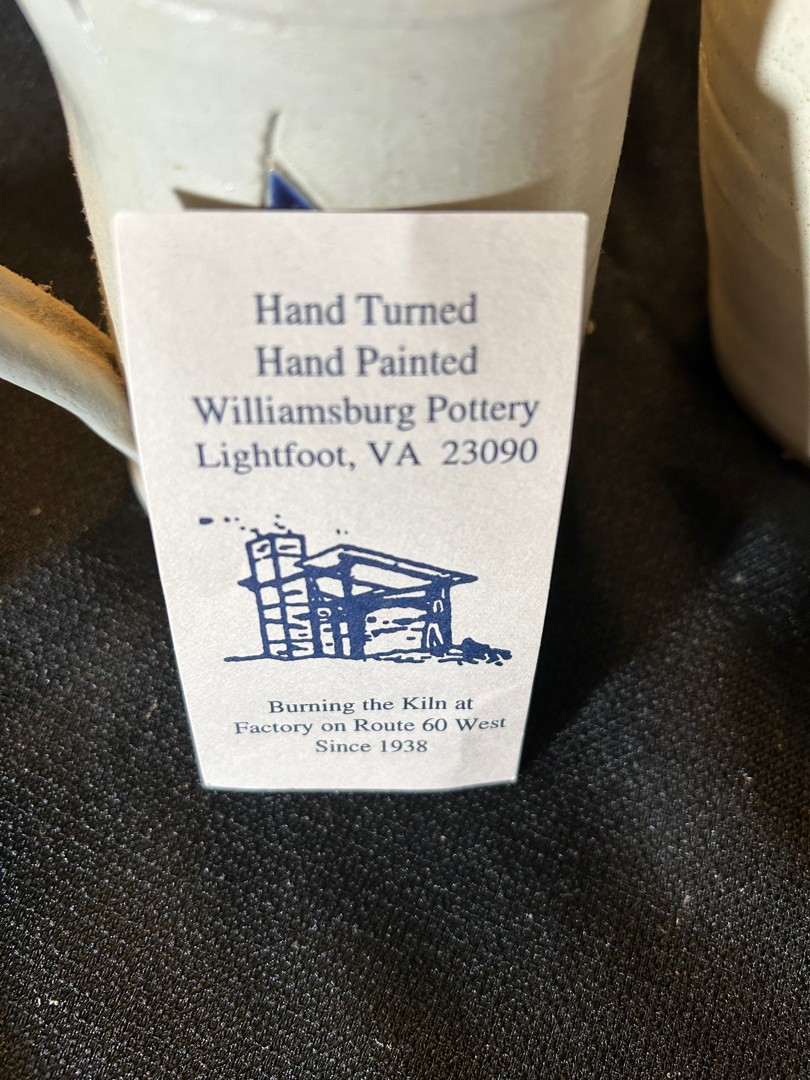 Hand Turned
Hand Painted
Williamsburg Pottery
Lightfoot, VA 23090
Burning the Kiln at
Factory on Route 60 West
Since 1938